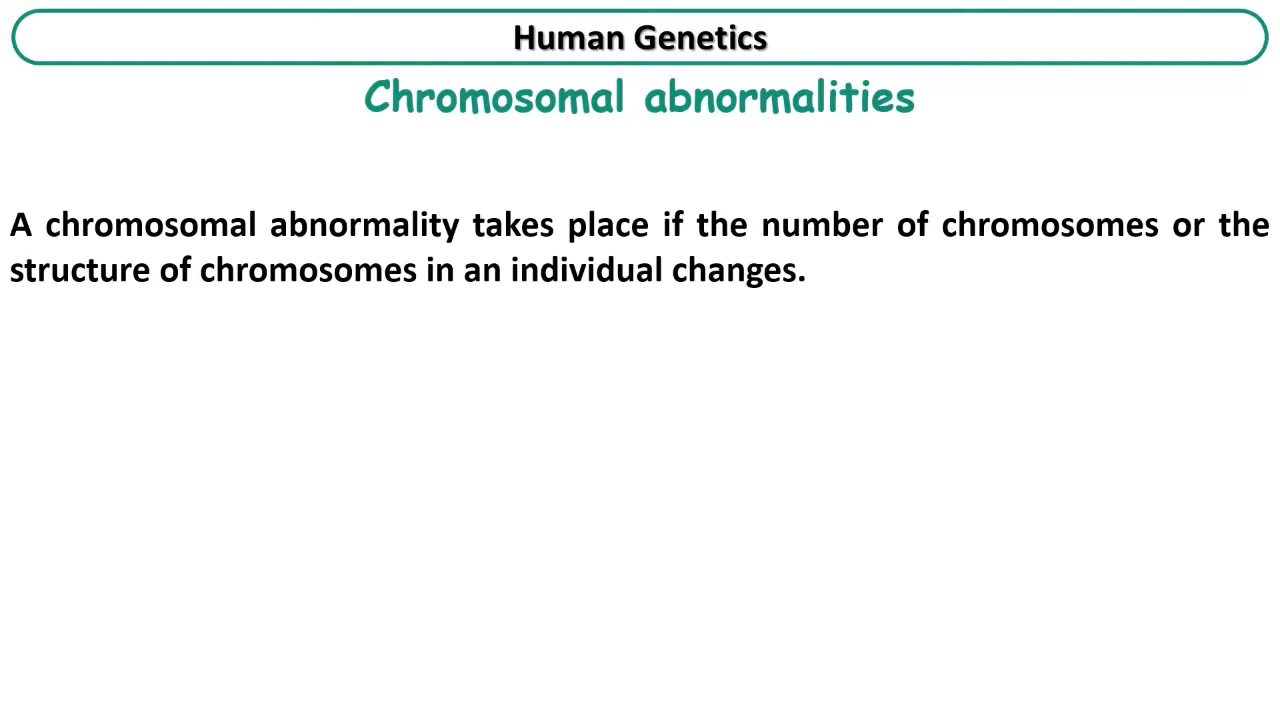 Human Genetics
Chromosomal abnormalities
A chromosomal abnormality takes place if the number of chromosomes or the
structure of chromosomes in an individual changes.